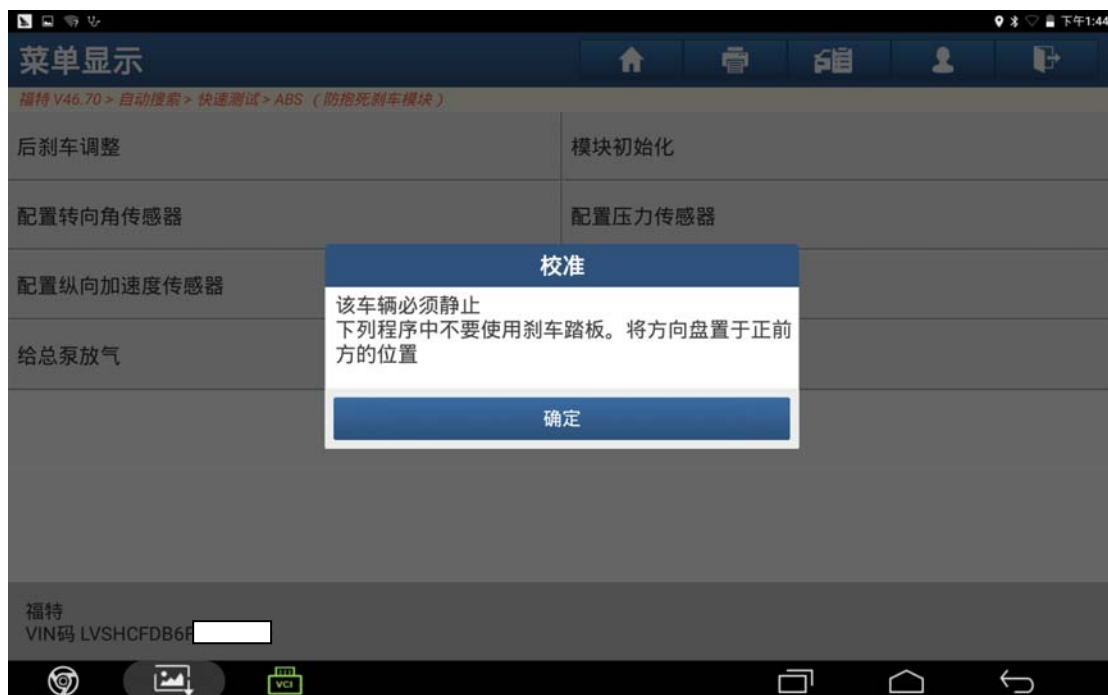 下午1:44
菜单显示
福特 V46.70 > 自动搜索 > 快速测试 > ABS （防抱死刹车模块）
后刹车调整
模块初始化
配置转向角传感器
配置压力传感器
配置纵向加速度传感器
给总泵放气
校准
该车辆必须静止
下列程序中不要使用刹车踏板。将方向盘置于正前
方的位置
确定
福特
VIN码 LVSHCFDB6F
VCI